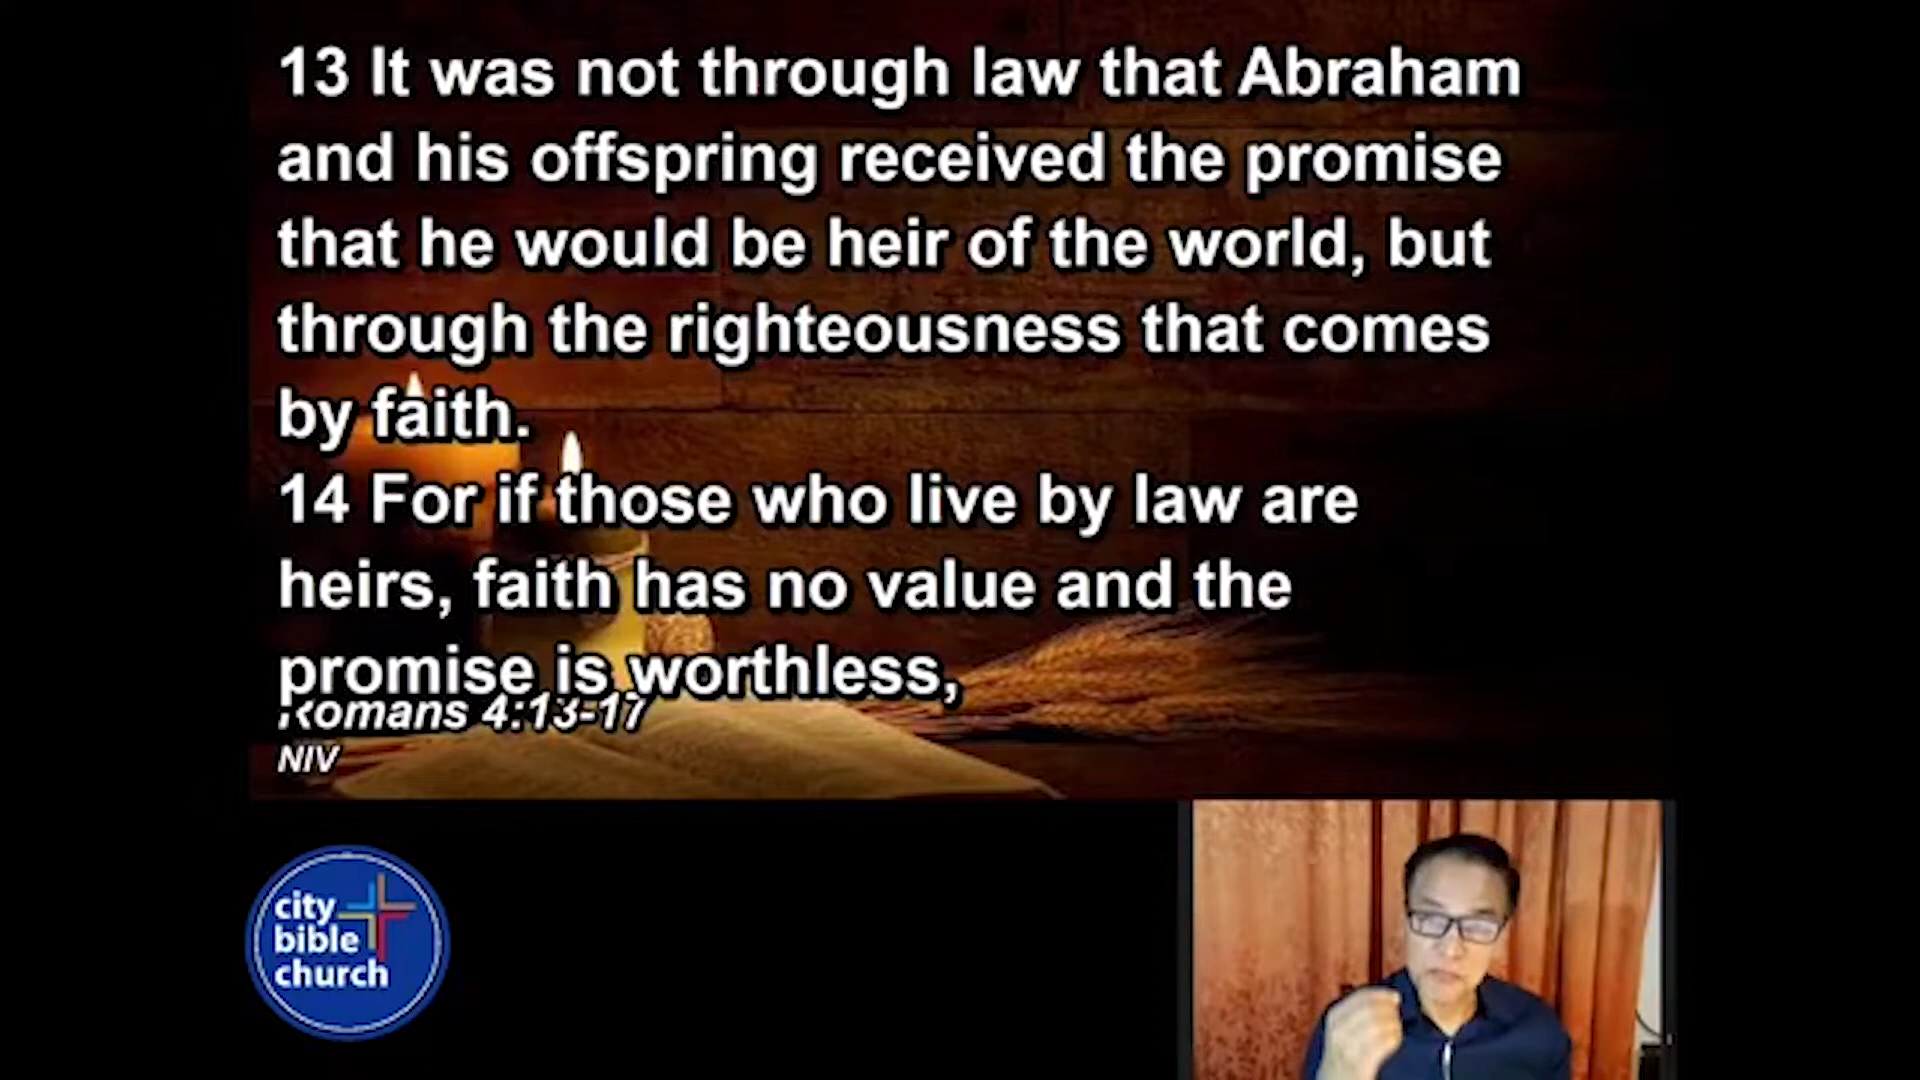 13 It was not through law that Abraham
and his offspring received the promise
that he would be heir of the world, but
through the righteousness that comes
by faith.
14 For if those who live by law are
heirs, faith has no value and the
promise is worthless,
Romans 4:13-17
NIV
city
bible
church